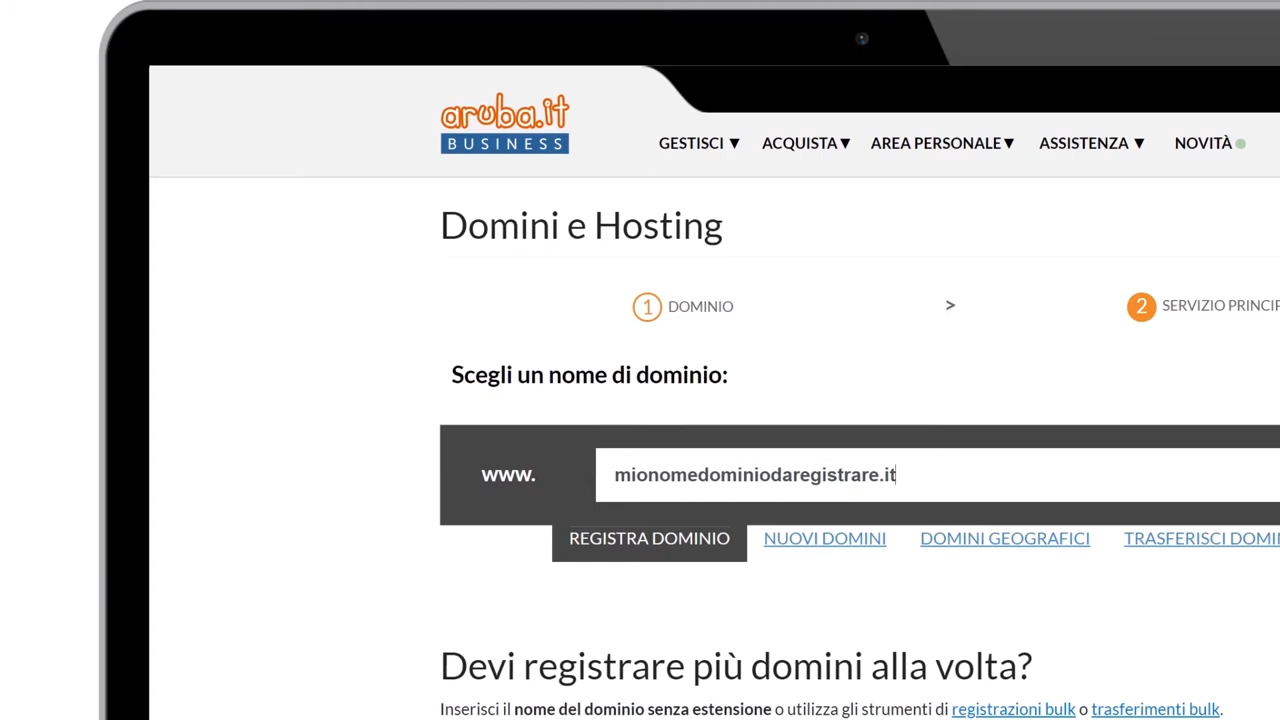 aruba.it
BUSINESS
GESTISCI ▼ ACQUISTA ▼ AREA PERSONALE ▼ ASSISTENZA ▼ NOVITÀ
Domini e Hosting
1 DOMINIO > 2 SERVIZIO
Scegli un nome di dominio:
www. mionomedominiodaregistrare.it
REGISTRA DOMINIO NUOVI DOMINI DOMINI GEOGRAFICI TRASFERISCI
Devi registrare più domini alla volta?
Inserisci il nome del dominio senza estensione o utilizza gli strumenti di registrazioni bulk o trasferimenti bulk.